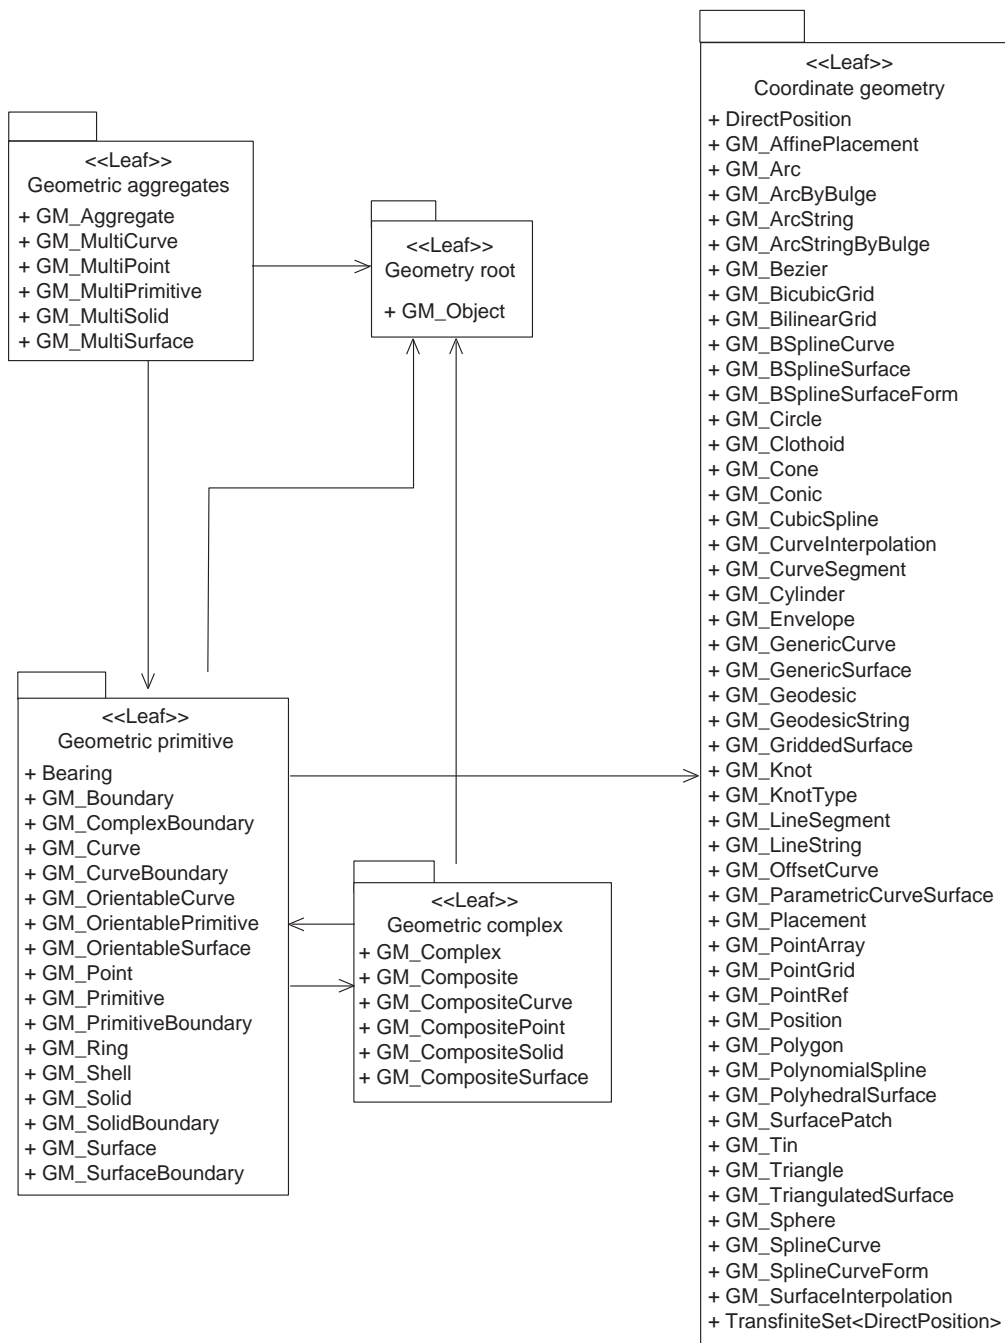 <<Leaf>>
Geometric aggregates
+ GM_Aggregate
+ GM_MultiCurve
+ GM_MultiPoint
+ GM_MultiPrimitive
+ GM_MultiSolid
+ GM_MultiSurface
<<Leaf>>
Geometry root
+ GM_Object
<<Leaf>>
Geometric primitive
+ Bearing
+ GM_Boundary
+ GM_ComplexBoundary
+ GM_Curve
+ GM_CurveBoundary
+ GM_OrientableCurve
+ GM_OrientablePrimitive
+ GM_OrientableSurface
+ GM_Point
+ GM_Primitive
+ GM_PrimitiveBoundary
+ GM_Ring
+ GM_Shell
+ GM_Solid
+ GM_SolidBoundary
+ GM_Surface
+ GM_SurfaceBoundary
<<Leaf>>
Geometric complex
+ GM_Complex
+ GM_Composite
+ GM_CompositeCurve
+ GM_CompositePoint
+ GM_CompositeSolid
+ GM_CompositeSurface
<<Leaf>>
Coordinate geometry
+ DirectPosition
+ GM_AffinePlacement
+ GM_Arc
+ GM_ArcByBulge
+ GM_ArcString
+ GM_ArcStringByBulge
+ GM_Bezier
+ GM_BicubicGrid
+ GM_BilinearGrid
+ GM_BSplineCurve
+ GM_BSplineSurface
+ GM_BSplineSurfaceForm
+ GM_Circle
+ GM_Clothoid
+ GM_Cone
+ GM_Conic
+ GM_CubicSpline
+ GM_CurveInterpolation
+ GM_CurveSegment
+ GM_Cylinder
+ GM_Envelope
+ GM_GenericCurve
+ GM_GenericSurface
+ GM_Geodesic
+ GM_GeodesicString
+ GM_GriddedSurface
+ GM_Knot
+ GM_KnotType
+ GM_LineSegment
+ GM_LineString
+ GM_OffsetCurve
+ GM_ParametricCurveSurface
+ GM_Placement
+ GM_PointArray
+ GM_PointGrid
+ GM_PointRef
+ GM_Position
+ GM_Polygon
+ GM_PolynomialSpline
+ GM_PolyhedralSurface
+ GM_SurfacePatch
+ GM_Tin
+ GM_Triangle
+ GM_TriangulatedSurface
+ GM_Sphere
+ GM_SplineCurve
+ GM_SplineCurveForm
+ GM_SurfaceInterpolation
+ TransfiniteSet<DirectPosition>